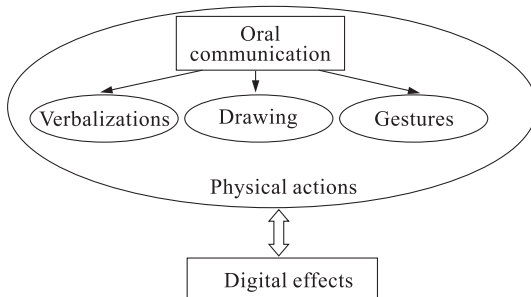 Oral
communication
Verbalizations
Drawing
Gestures
Physical actions
Digital effects